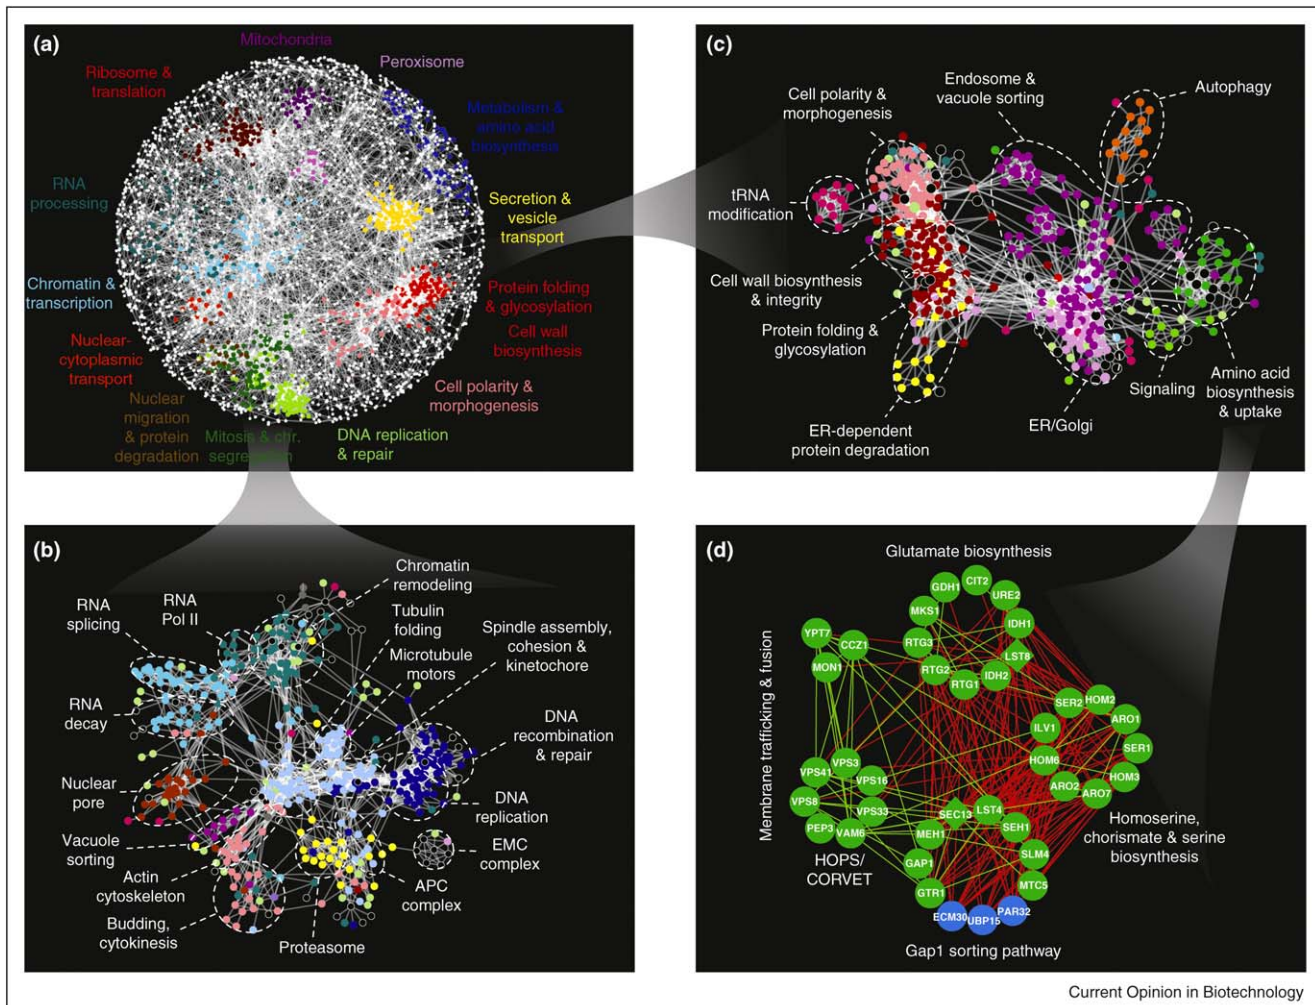 (a)
Mitochondria
Peroxisome
Ribosome &
translation
Metabolism &
amino acid
biosynthesis
RNA
processing
Secretion &
vesicle
transport
Chromatin &
transcription
Protein folding
& glycosylation
Cell wall
biosynthesis
Nuclear-
cytoplasmic
transport
Cell polarity &
morphogenesis
Nuclear
migration
& protein
degradation
Mitosis & chr.
segregation
DNA replication
& repair
(c)
Endosome &
vacuole sorting
Autophagy
Cell polarity &
morphogenesis
tRNA
modification
Cell wall biosynthesis
& integrity
Protein folding &
glycosylation
ER-dependent
protein degradation
ER/Golgi
Signaling
Amino acid
biosynthesis
& uptake
(b)
Chromatin
remodeling
RNA
Pol II
RNA
splicing
Tubulin
folding
Spindle assembly,
cohesion &
kinetochore
Microtubule
motors
RNA
decay
DNA
recombination
& repair
Nuclear
pore
DNA
replication
Vacuole
sorting
EMC
complex
Actin
cytoskeleton
APC
complex
Budding,
cytokinesis
Proteasome
(d)
Glutamate biosynthesis
GDH1
CIT2
URE2
MKS1
IDH1
YPT7
CCZ1
RTG3
LST8
MON1
RTG2
RTG1
IDH2
SER2
HOM2
ILV1
ARO1
SER1
HOM6
HOM3
ARO2
ARO7
VPS41
VPS3
VPS16
VPS8
VPS33
PEP3
VAM6
SEC13
LST4
MEH1
SEH1
GAP1
SLM4
GTR1
MTC5
ECM30
UBP15
PAR32
Membrane trafficking & fusion
HOPS/
CORVET
Homoserine,
chorismate & serine
biosynthesis
Gap1 sorting pathway
Current Opinion in Biotechnology